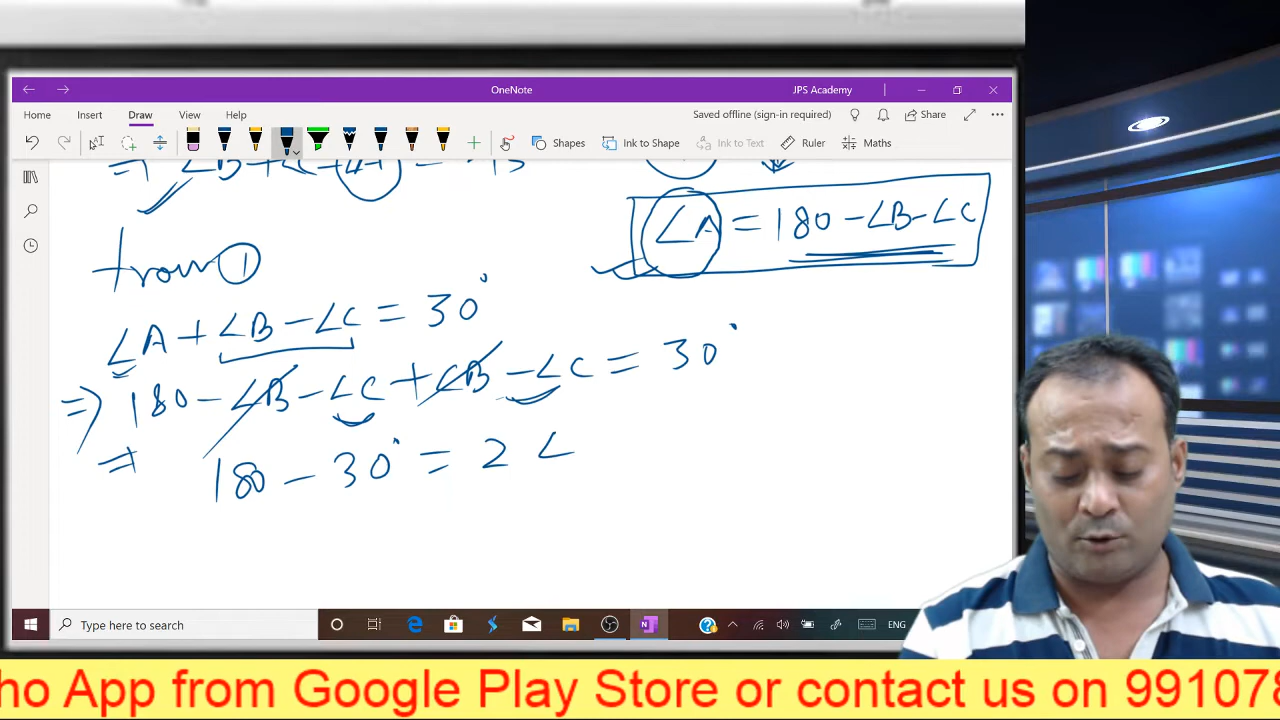 OneNote
JPS Academy
Home Insert Draw View Help
Saved offline (sign-in required)
Share
Shapes
Ink to Shape
Ink to Text
Ruler
Maths
∠A = 180 - ∠B - ∠C
from ①
∠A + ∠B - ∠C = 30°
⇒ 180 - ∠B - ∠C + ∠B - ∠C = 30°
⇒ 180 - 30° = 2 ∠
Type here to search
ENG
ho App from Google Play Store or contact us on 991078